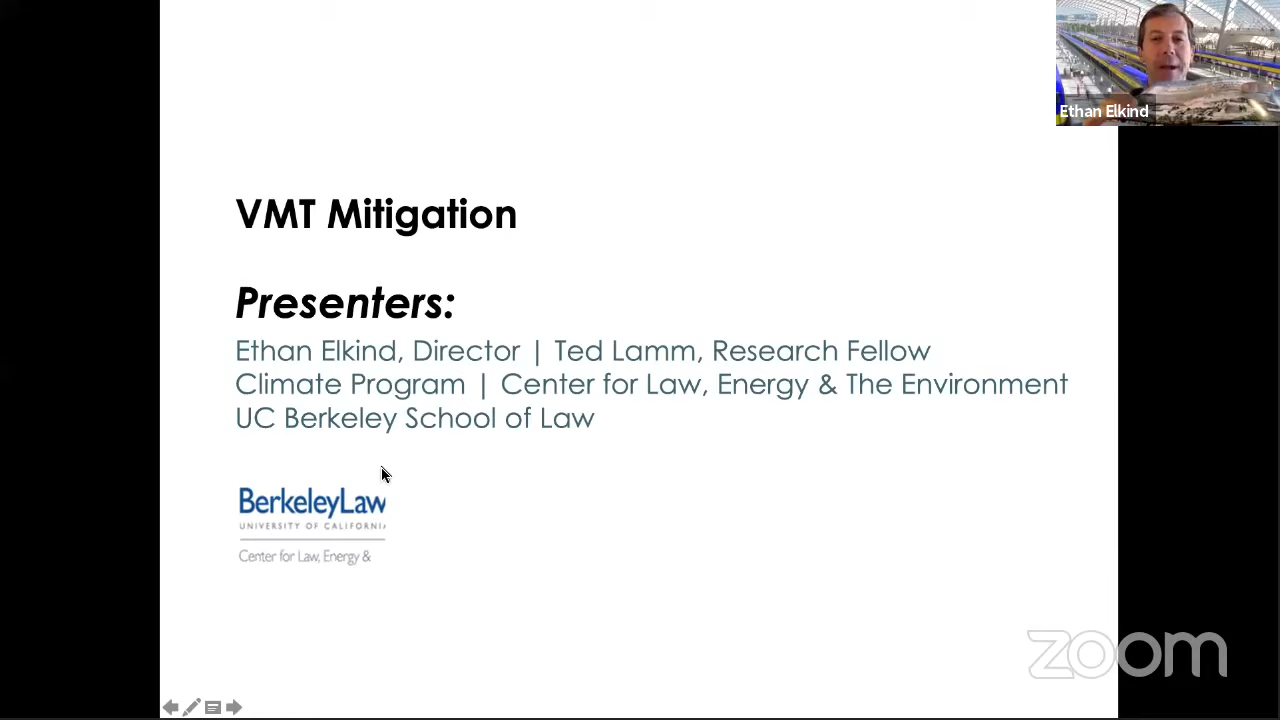 Ethan Elkind
VMT Mitigation
Presenters:
Ethan Elkind, Director | Ted Lamm, Research Fellow
Climate Program | Center for Law, Energy & The Environment
UC Berkeley School of Law
BerkeleyLaw
UNIVERSITY OF CALIFORNIA
Center for Law, Energy &
zoom